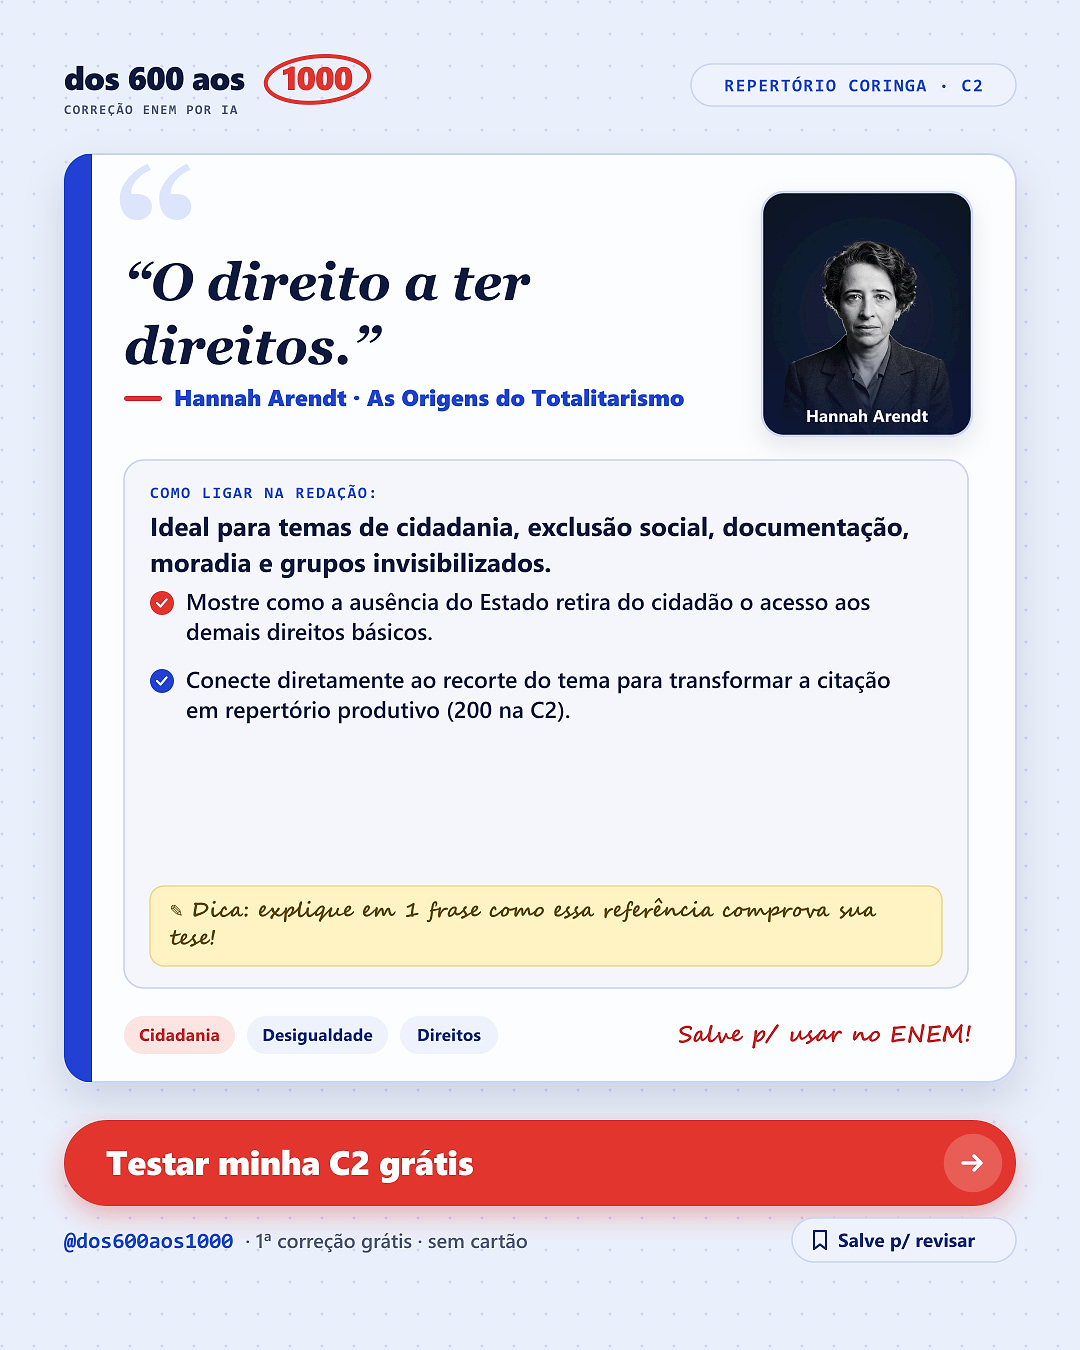 dos 600 aos 1000
CORREÇÃO ENEM POR IA
REPERTÓRIO CORINGA · C2
“
“O direito a ter
direitos.”
Hannah Arendt · As Origens do Totalitarismo
Hannah Arendt
COMO LIGAR NA REDAÇÃO:
Ideal para temas de cidadania, exclusão social, documentação,
moradia e grupos invisibilizados.
Mostre como a ausência do Estado retira do cidadão o acesso aos
demais direitos básicos.
Conecte diretamente ao recorte do tema para transformar a citação
em repertório produtivo (200 na C2).
✎ Dica: explique em 1 frase como essa referência comprova sua
tese!
Cidadania
Desigualdade
Direitos
Salve p/ usar no ENEM!
Testar minha C2 grátis
@dos600aos1000 · 1ª correção grátis · sem cartão
Salve p/ revisar